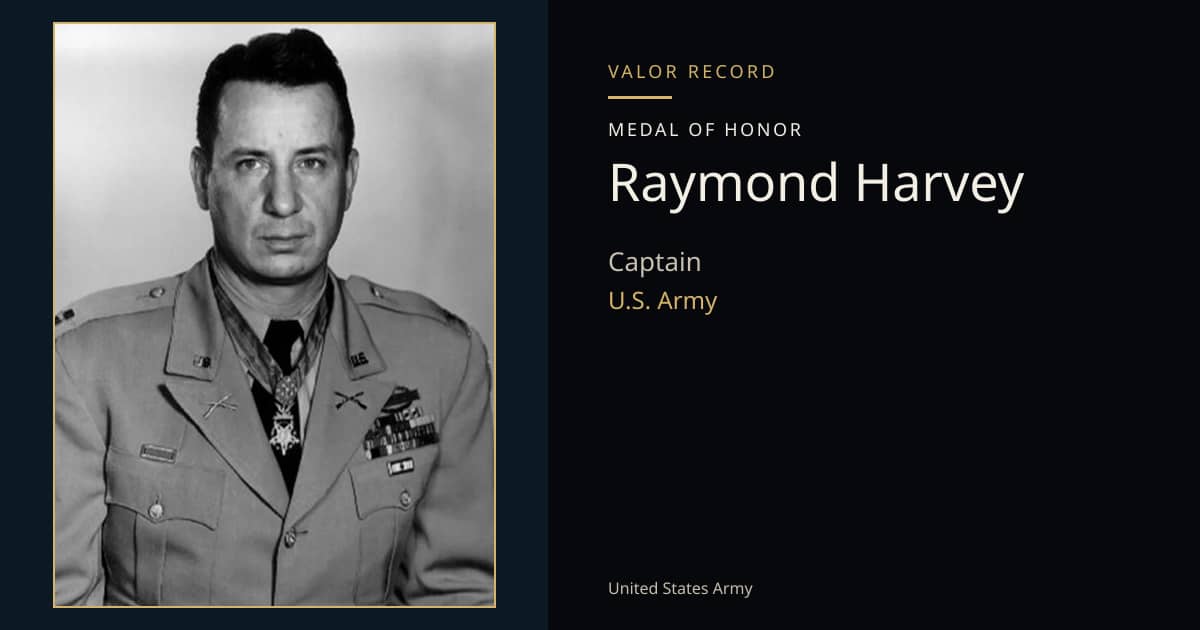 VALOR RECORD
MEDAL OF HONOR
Raymond Harvey
Captain
U.S. Army
United States Army